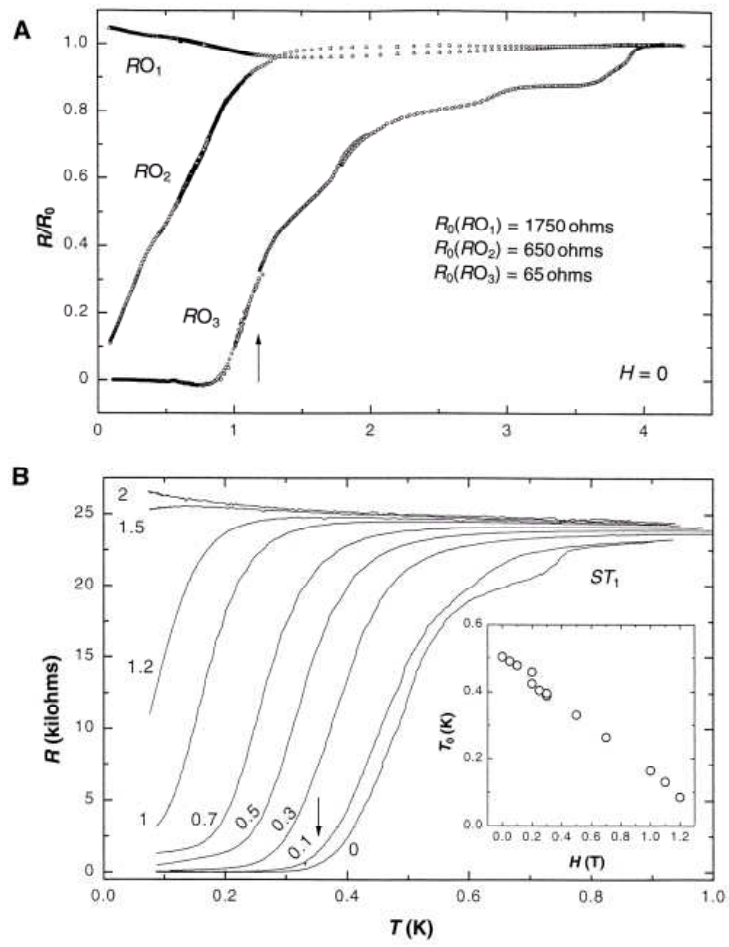 A
1.0
0.8
0.6
0.4
0.2
0
R/R₀
RO₁
RO₂
RO₃
R₀(RO₁) = 1750 ohms
R₀(RO₂) = 650 ohms
R₀(RO₃) = 65 ohms
H = 0
0 1 2 3 4
B
25
20
15
10
5
0
R (kilohms)
2
1.5
1.2
1
0.7
0.5
0.3
0.1
0
ST₁
0.6
0.4
0.2
0.0
T₀ (K)
0.0 0.2 0.4 0.6 0.8 1.0 1.2
H (T)
0.0 0.2 0.4 0.6 0.8 1.0
T (K)